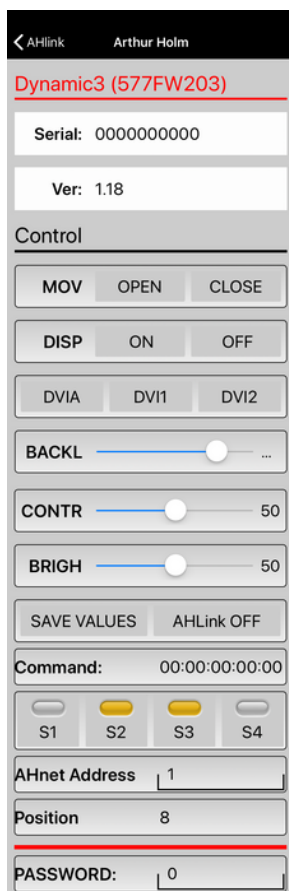 AHlink Arthur Holm
Dynamic3 (577FW203)
Serial: 0000000000
Ver: 1.18
Control
MOV OPEN CLOSE
DISP ON OFF
DVIA DVI1 DVI2
BACKL ...
CONTR 50
BRIGH 50
SAVE VALUES AHLink OFF
Command: 00:00:00:00:00
S1 S2 S3 S4
AHnet Address 1
Position 8
PASSWORD: 0